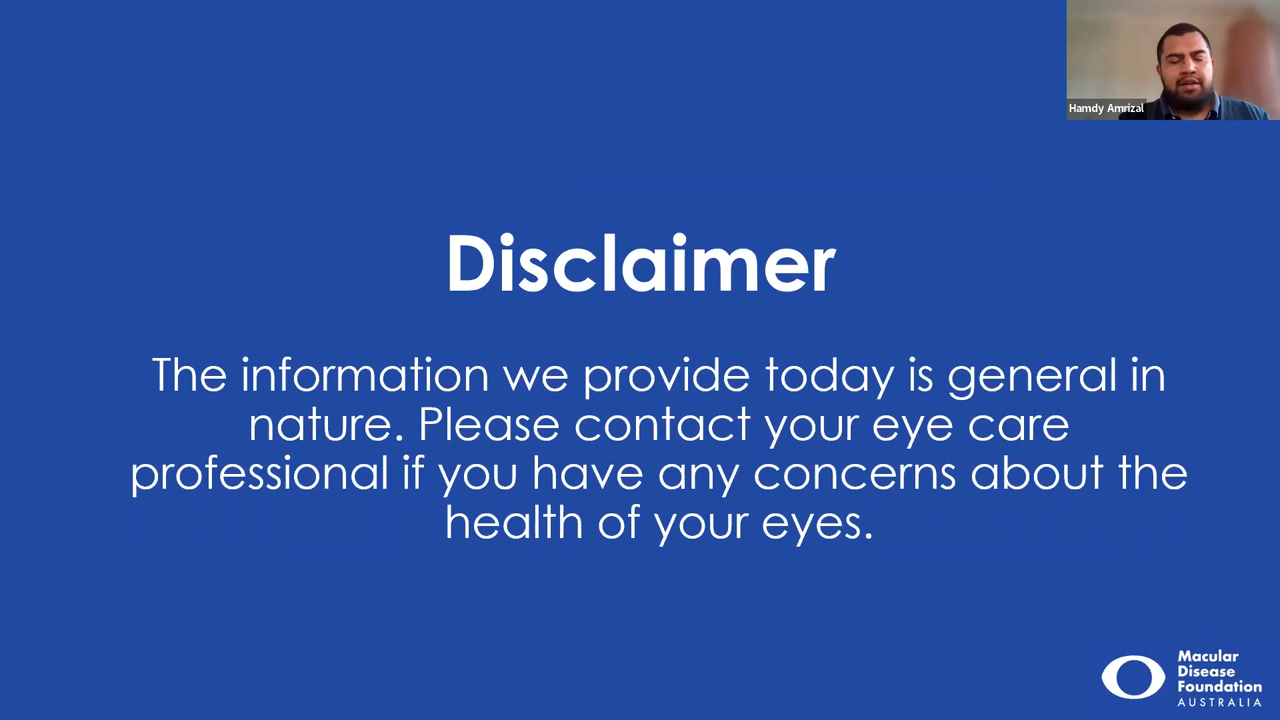 Hamdy Amrizal
Disclaimer
The information we provide today is general in
nature. Please contact your eye care
professional if you have any concerns about the
health of your eyes.
Macular
Disease
Foundation
AUSTRALIA